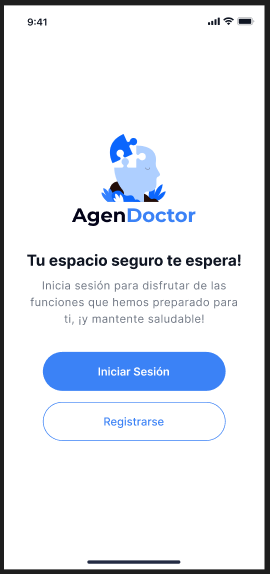 9:41
AgenDoctor
Tu espacio seguro te espera!
Inicia sesión para disfrutar de las
funciones que hemos preparado para
ti, ¡y mantente saludable!
Iniciar Sesión
Registrarse